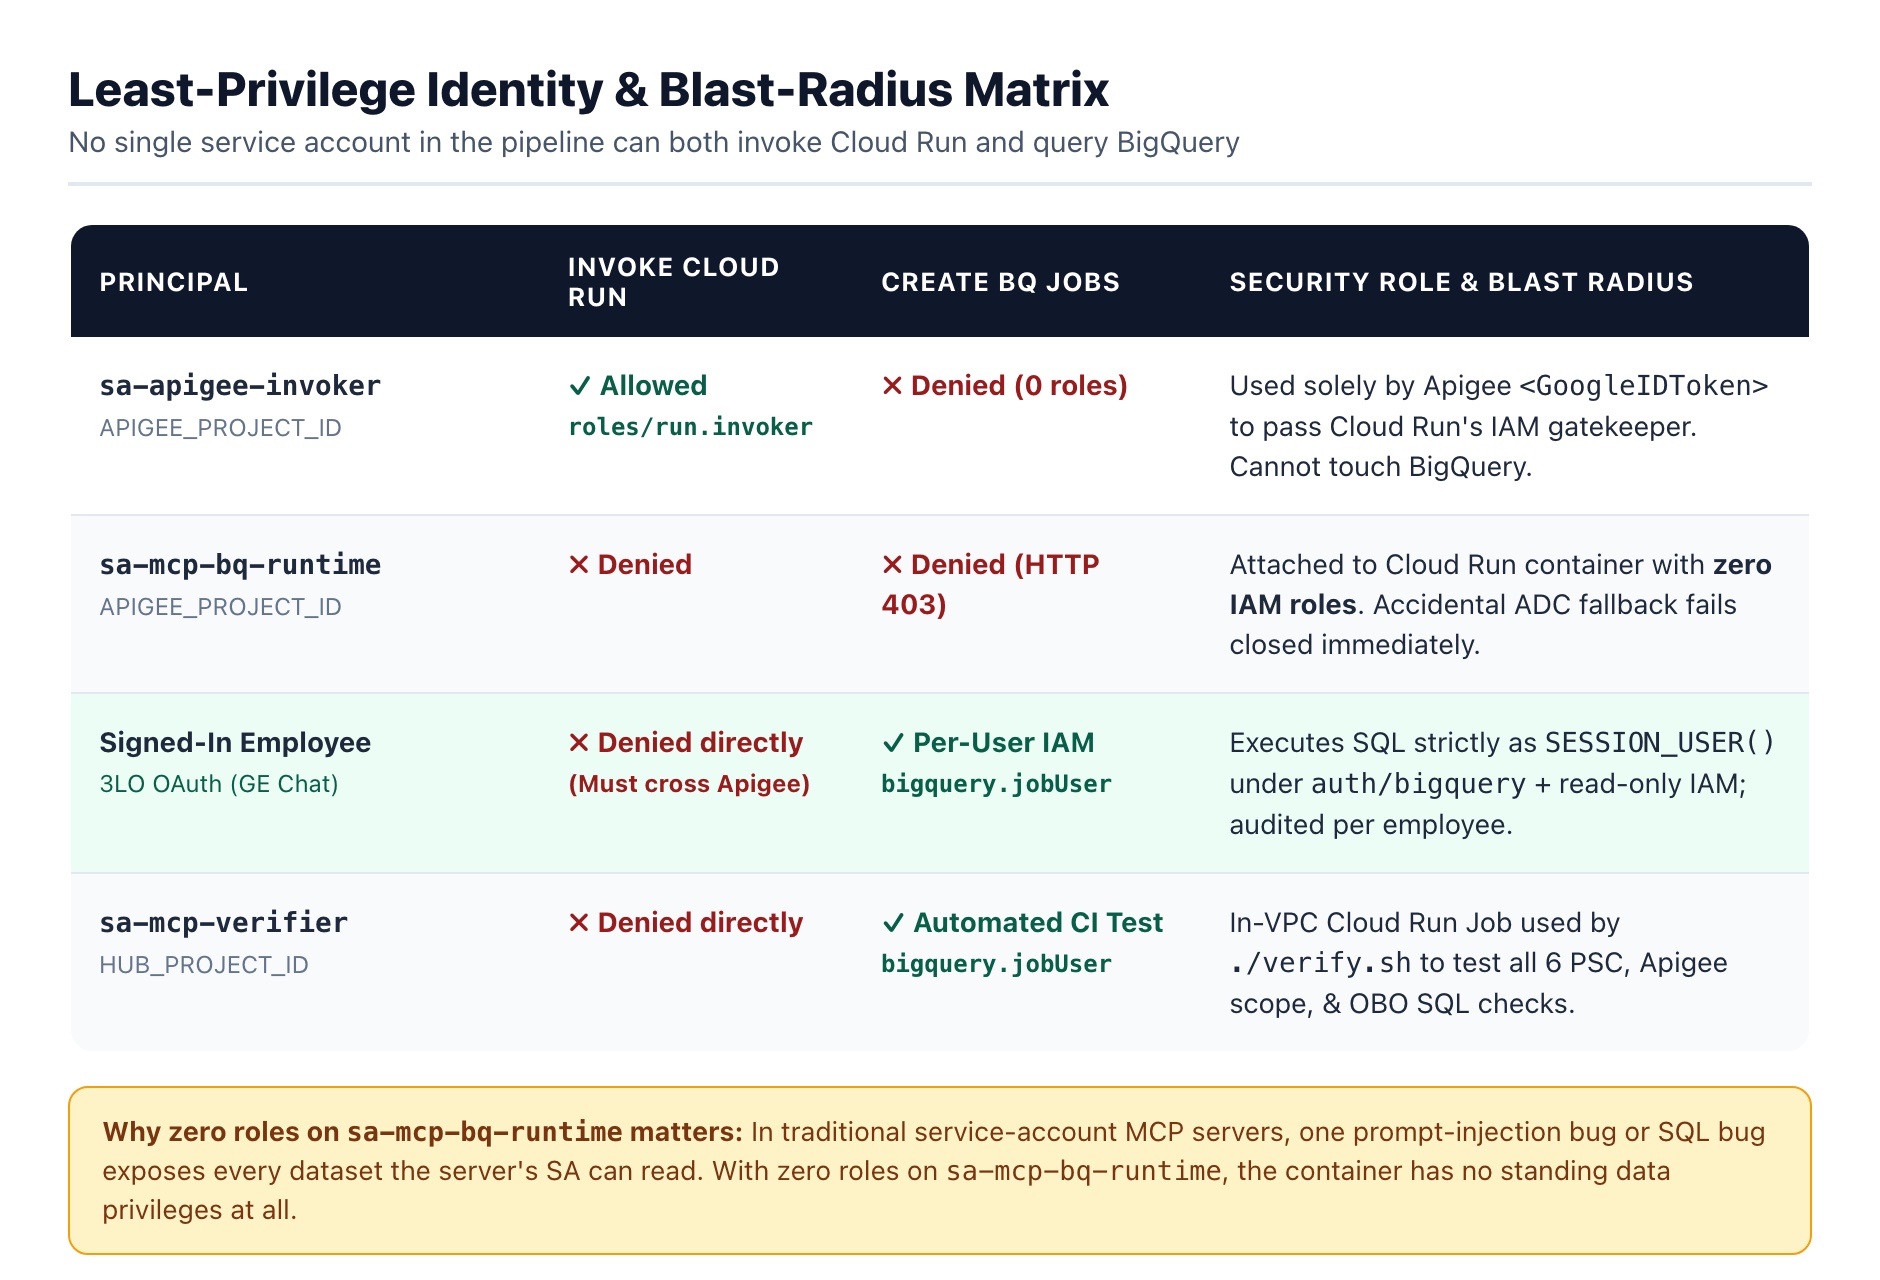 Least-Privilege Identity & Blast-Radius Matrix
No single service account in the pipeline can both invoke Cloud Run and query BigQuery
PRINCIPAL
INVOKE CLOUD
RUN
CREATE BQ JOBS
SECURITY ROLE & BLAST RADIUS
sa-apigee-invoker
APIGEE_PROJECT_ID
✓ Allowed
roles/run.invoker
✕ Denied (0 roles)
Used solely by Apigee <GoogleIDToken>
to pass Cloud Run's IAM gatekeeper.
Cannot touch BigQuery.
sa-mcp-bq-runtime
APIGEE_PROJECT_ID
✕ Denied
✕ Denied (HTTP
403)
Attached to Cloud Run container with zero
IAM roles. Accidental ADC fallback fails
closed immediately.
Signed-In Employee
3LO OAuth (GE Chat)
✕ Denied directly
(Must cross Apigee)
✓ Per-User IAM
bigquery.jobUser
Executes SQL strictly as SESSION_USER()
under auth/bigquery + read-only IAM;
audited per employee.
sa-mcp-verifier
HUB_PROJECT_ID
✕ Denied directly
✓ Automated CI Test
bigquery.jobUser
In-VPC Cloud Run Job used by
./verify.sh to test all 6 PSC, Apigee
scope, & OBO SQL checks.
Why zero roles on sa-mcp-bq-runtime matters: In traditional service-account MCP servers, one prompt-injection bug or SQL bug
exposes every dataset the server's SA can read. With zero roles on sa-mcp-bq-runtime, the container has no standing data
privileges at all.